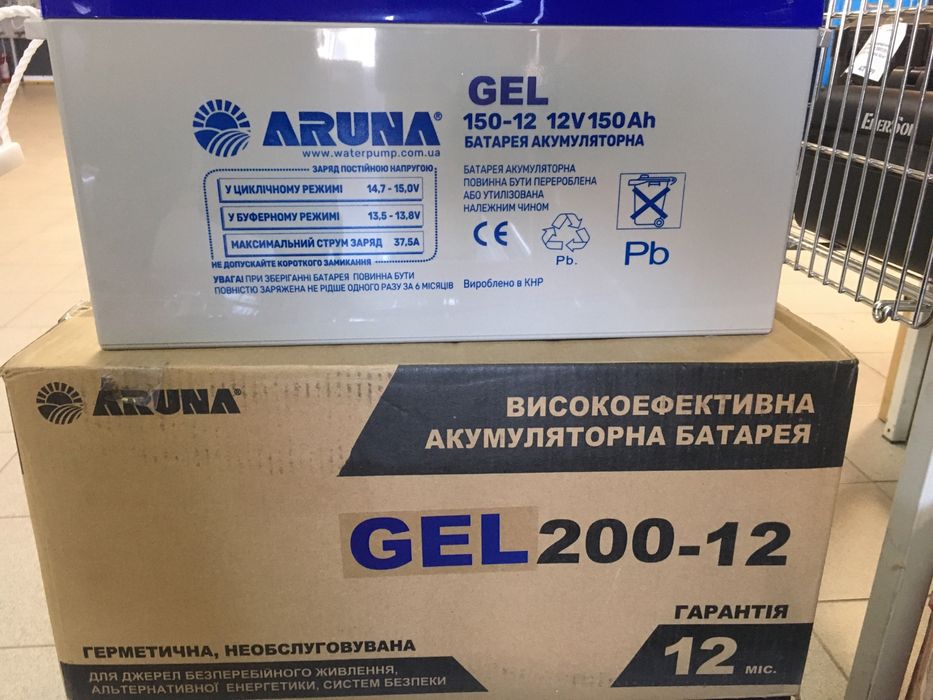 GEL
ARUNA®
150-12 12V150Ah
БАТАРЕЯ АКУМУЛЯТОРНА
www.waterpump.com.ua
ЗАРЯД ПОСТІЙНОЮ НАПРУГОЮ
У ЦИКЛІЧНОМУ РЕЖИМІ 14,7 - 15,0V
У БУФЕРНОМУ РЕЖИМІ 13,5 - 13,8V
МАКСИМАЛЬНИЙ СТРУМ ЗАРЯД 37,5А
НЕ ДОПУСКАЙТЕ КОРОТКОГО ЗАМИКАННЯ
УВАГА! ПРИ ЗБЕРІГАННІ БАТАРЕЯ ПОВИННА БУТИ
ПОВНІСТЮ ЗАРЯЖЕНА НЕ РІДШЕ ОДНОГО РАЗУ ЗА 6 МІСЯЦІВ
БАТАРЕЯ АКУМУЛЯТОРНА
ПОВИННА БУТИ ПЕРЕРОБЛЕНА
АБО УТИЛІЗОВАНА
НАЛЕЖНИМ ЧИНОМ
CE
Pb.
Pb
Вироблено в КНР
ARUNA®
ВИСОКОЕФЕКТИВНА
АКУМУЛЯТОРНА БАТАРЕЯ
GEL 200-12
ГАРАНТІЯ
12 МІС.
ГЕРМЕТИЧНА, НЕОБСЛУГОВУВАНА
ДЛЯ ДЖЕРЕЛ БЕЗПЕРЕБІЙНОГО ЖИВЛЕННЯ,
АЛЬТЕРНАТИВНОЇ ЕНЕРГЕТИКИ, СИСТЕМ БЕЗПЕКИ